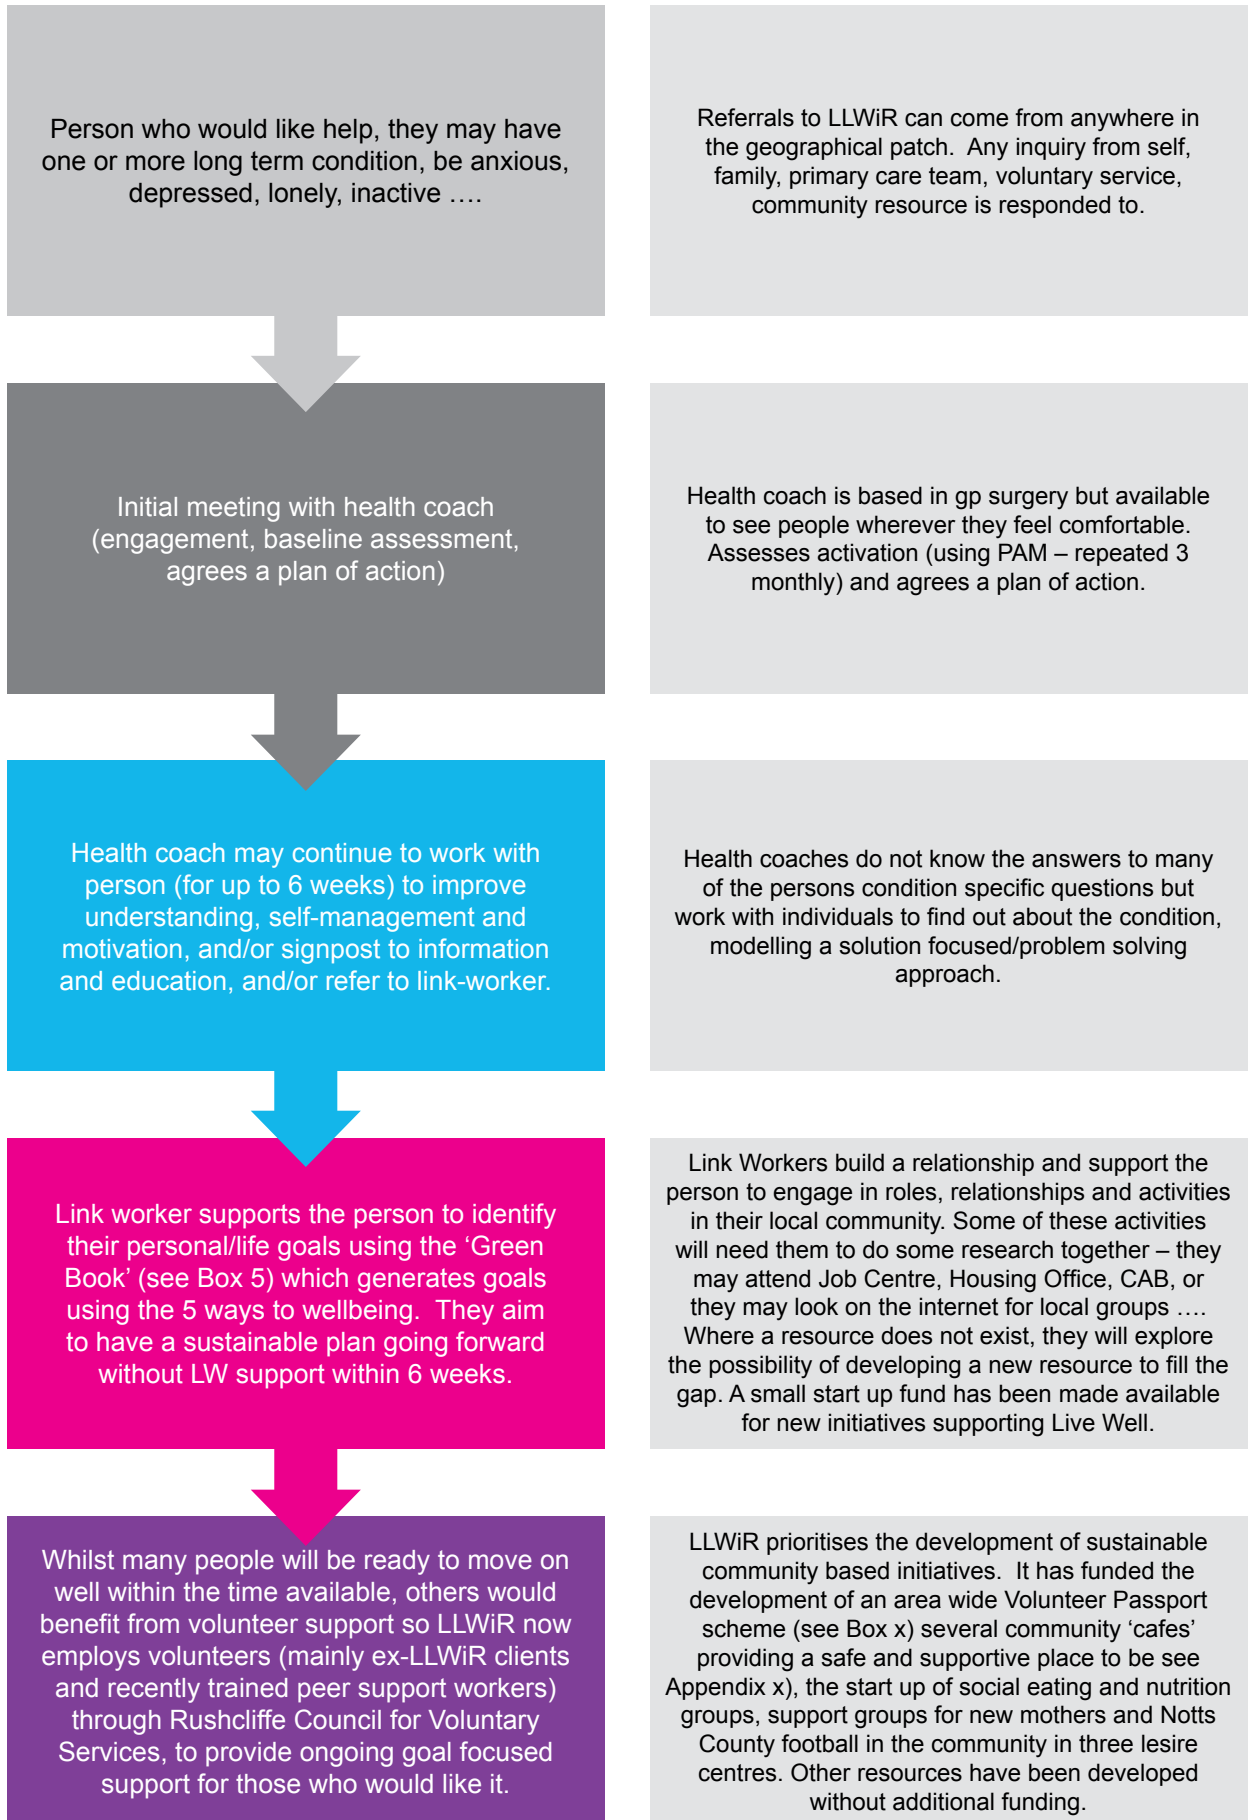 Person who would like help, they may have
one or more long term condition, be anxious,
depressed, lonely, inactive ….
Referrals to LLWiR can come from anywhere in
the geographical patch.  Any inquiry from self,
family, primary care team, voluntary service,
community resource is responded to.
Initial meeting with health coach
(engagement, baseline assessment,
agrees a plan of action)
Health coach is based in gp surgery but available
to see people wherever they feel comfortable.
Assesses activation (using PAM – repeated 3
monthly) and agrees a plan of action.
Health coach may continue to work with
person (for up to 6 weeks) to improve
understanding, self-management and
motivation, and/or signpost to information
and education, and/or refer to link-worker.
Health coaches do not know the answers to many
of the persons condition specific questions but
work with individuals to find out about the condition,
modelling a solution focused/problem solving
approach.
Link worker supports the person to identify
their personal/life goals using the ‘Green
Book’ (see Box 5) which generates goals
using the 5 ways to wellbeing.  They aim
to have a sustainable plan going forward
without LW support within 6 weeks.
Link Workers build a relationship and support the
person to engage in roles, relationships and activities
in their local community. Some of these activities
will need them to do some research together – they
may attend Job Centre, Housing Office, CAB, or
they may look on the internet for local groups ….
Where a resource does not exist, they will explore
the possibility of developing a new resource to fill the
gap. A small start up fund has been made available
for new initiatives supporting Live Well.
Whilst many people will be ready to move on
well within the time available, others would
benefit from volunteer support so LLWiR now
employs volunteers (mainly ex-LLWiR clients
and recently trained peer support workers)
through Rushcliffe Council for Voluntary
Services, to provide ongoing goal focused
support for those who would like it.
LLWiR prioritises the development of sustainable
community based initiatives.  It has funded the
development of an area wide Volunteer Passport
scheme (see Box x) several community ‘cafes’
providing a safe and supportive place to be see
Appendix x), the start up of social eating and nutrition
groups, support groups for new mothers and Notts
County football in the community in three lesire
centres. Other resources have been developed
without additional funding.